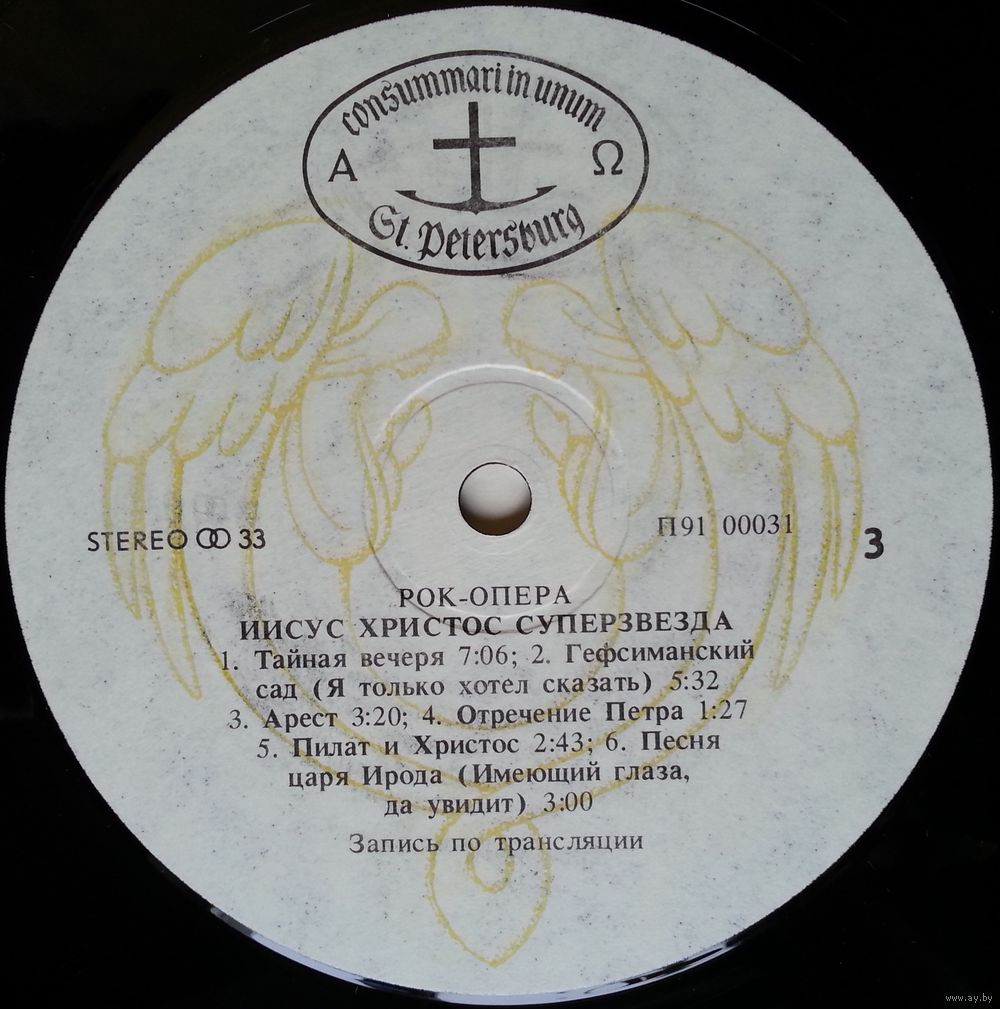 consummari in unum
Α Ω
St. Petersburg
STEREO 33
П91 00031
3
РОК-ОПЕРА
ИИСУС ХРИСТОС СУПЕРЗВЕЗДА
1. Тайная вечеря 7:06; 2. Гефсиманский
сад (Я только хотел сказать) 5:32
3. Арест 3:20; 4. Отречение Петра 1:27
5. Пилат и Христос 2:43; 6. Песня
царя Ирода (Имеющий глаза,
да увидит) 3:00
Запись по трансляции
www.ay.by